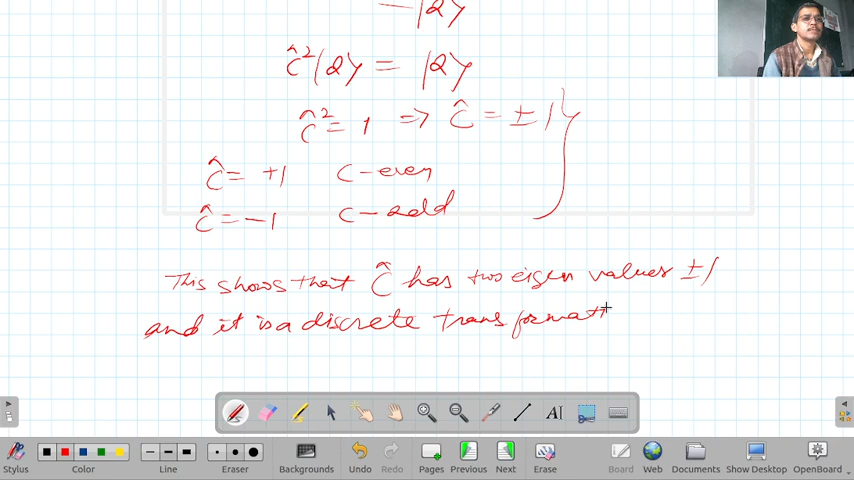 = |α⟩
Ĉ²|α⟩ = |α⟩
Ĉ² = 1 ⇒ Ĉ = ±1
Ĉ = +1 C-even
Ĉ = -1 C-odd
This shows that Ĉ has two eigen values ±1
and it is a discrete transformati
Stylus
Color
Line
Eraser
Backgrounds
Undo
Redo
Pages
Previous
Next
Erase
Board
Web
Documents
Show Desktop
OpenBoard